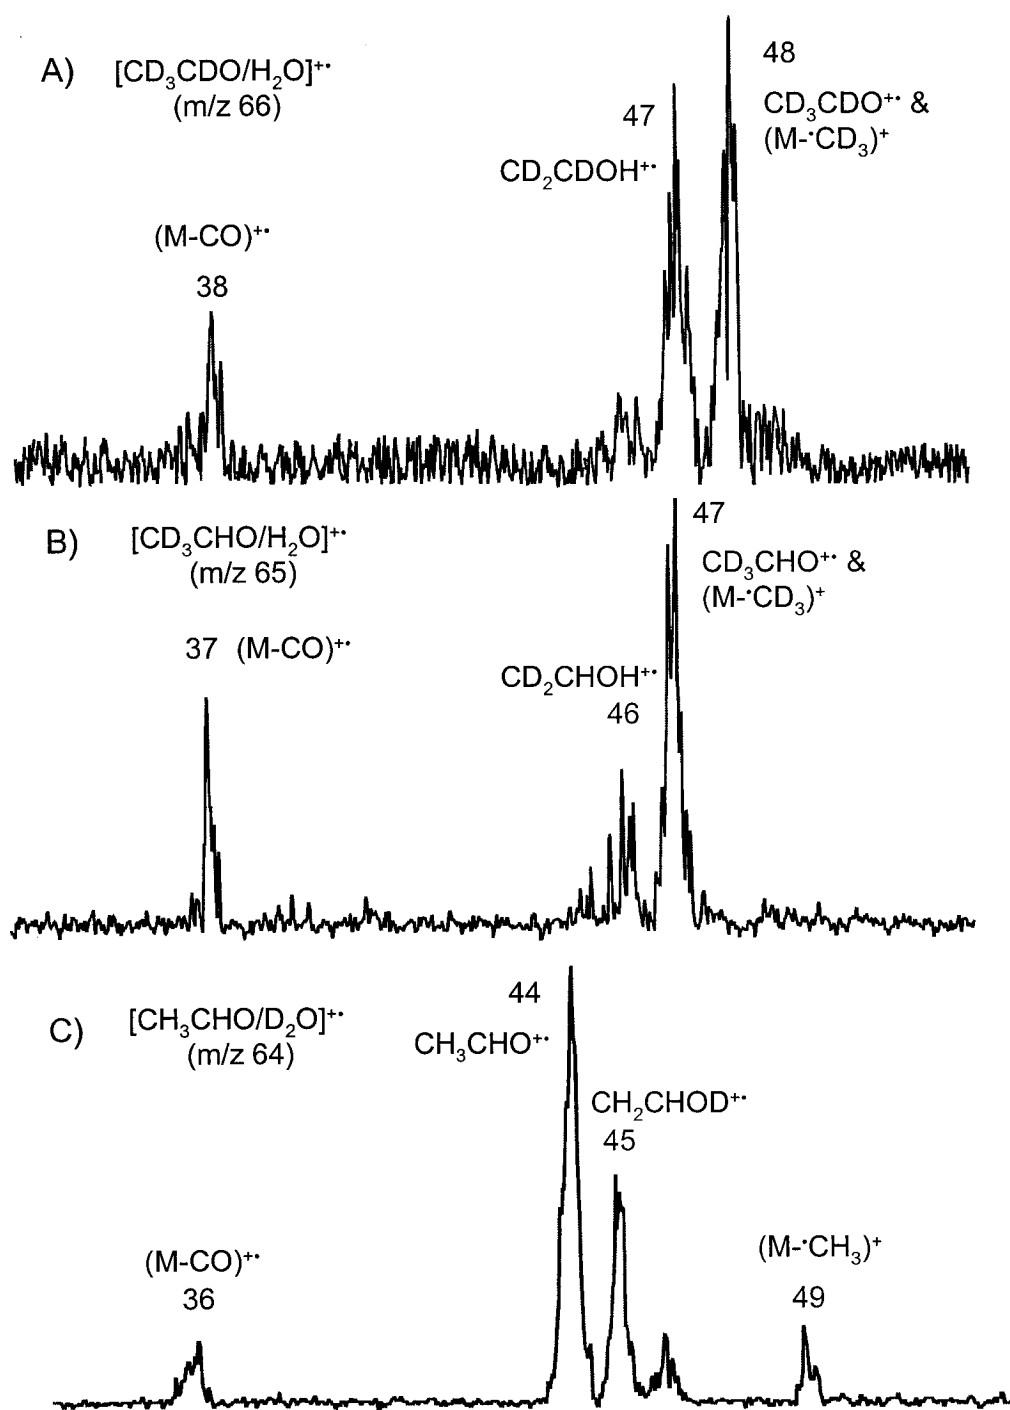 A)
[CD₃CDO/H₂O]⁺•
(m/z 66)
48
CD₃CDO⁺• &
(M-•CD₃)⁺
47
CD₂CDOH⁺•
(M-CO)⁺•
38
B)
[CD₃CHO/H₂O]⁺•
(m/z 65)
47
CD₃CHO⁺• &
(M-•CD₃)⁺
37 (M-CO)⁺•
CD₂CHOH⁺•
46
C)
[CH₃CHO/D₂O]⁺•
(m/z 64)
44
CH₃CHO⁺•
CH₂CHOD⁺•
45
(M-•CH₃)⁺
49
(M-CO)⁺•
36